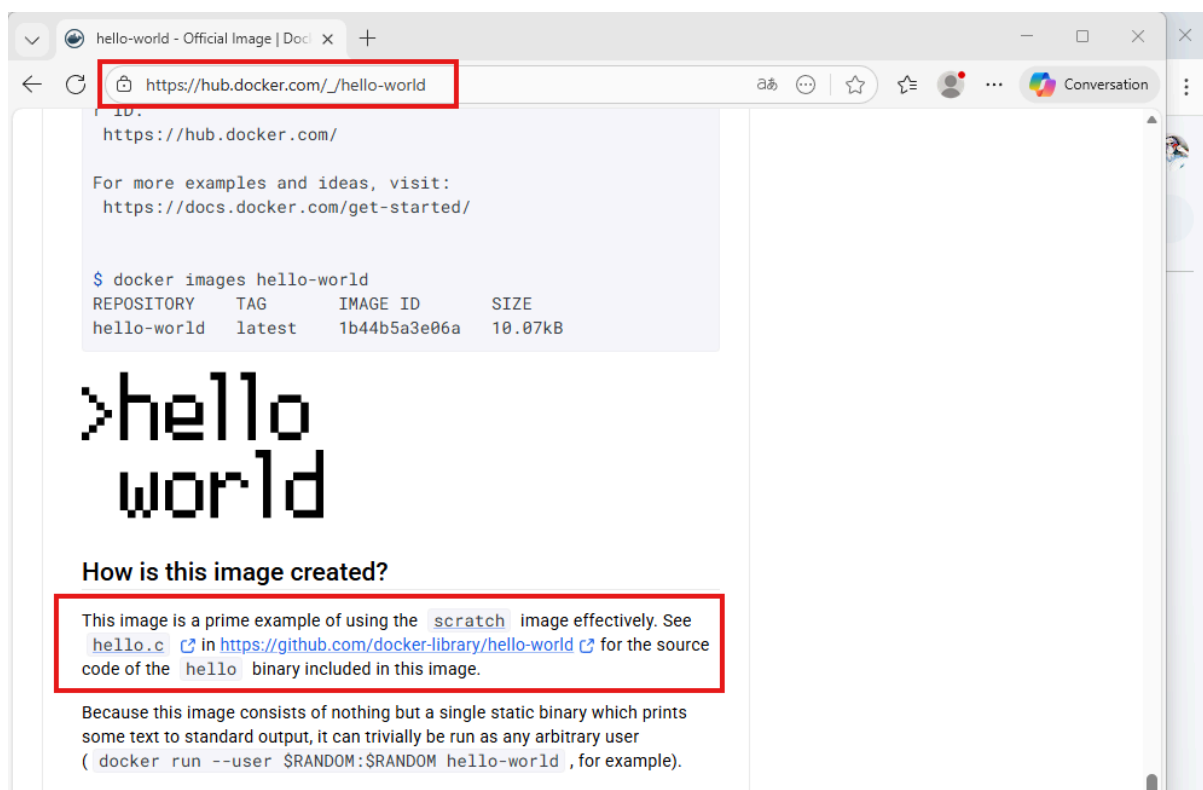 hello-world - Official Image | Doc
https://hub.docker.com/_/hello-world
Conversation
r ID:
https://hub.docker.com/
For more examples and ideas, visit:
https://docs.docker.com/get-started/
$ docker images hello-world
REPOSITORY TAG IMAGE ID SIZE
hello-world latest 1b44b5a3e06a 10.07kB
>hello
world
How is this image created?
This image is a prime example of using the scratch image effectively. See
hello.c in https://github.com/docker-library/hello-world for the source
code of the hello binary included in this image.
Because this image consists of nothing but a single static binary which prints
some text to standard output, it can trivially be run as any arbitrary user
( docker run --user $RANDOM:$RANDOM hello-world , for example).